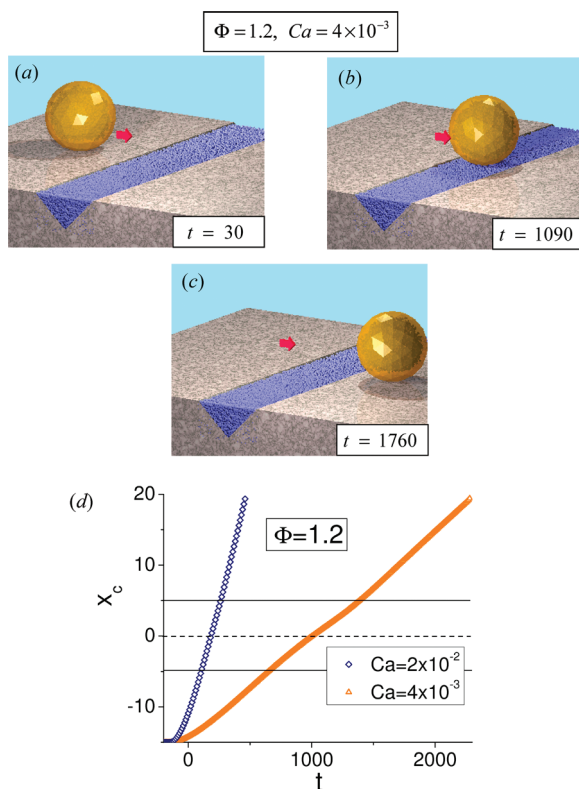 Φ = 1.2, Ca = 4×10⁻³
(a)
(b)
t = 30
t = 1090
(c)
t = 1760
(d)
Φ=1.2
20
10
0
-10
x_c
Ca=2x10⁻²
Ca=4x10⁻³
0
1000
2000
t